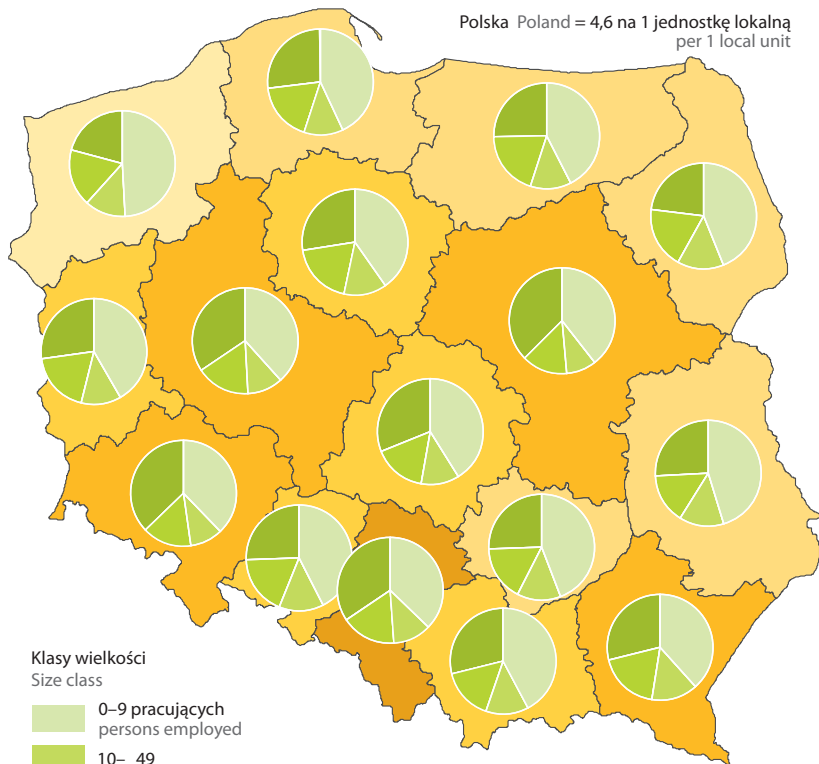 Polska Poland = 4,6 na 1 jednostkę lokalną
per 1 local unit
Klasy wielkości
Size class
0–9 pracujących
persons employed
10– 49